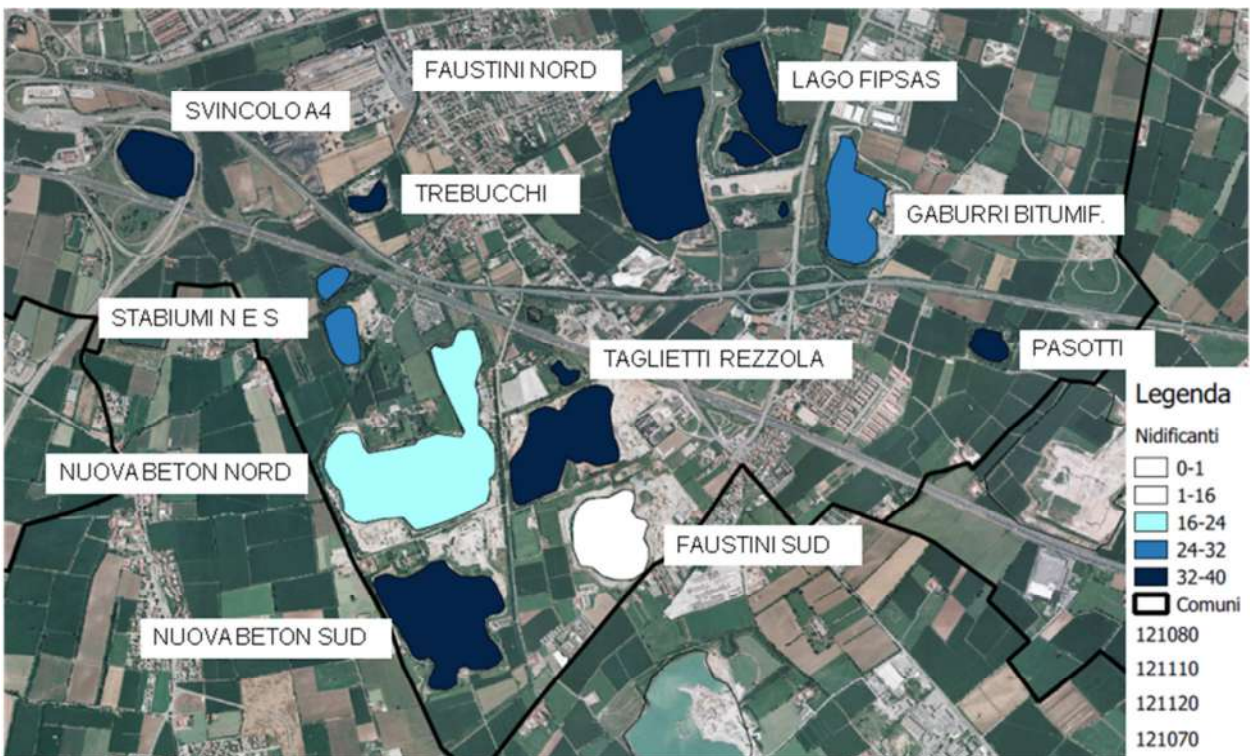 FAUSTINI NORD
LAGO FIPSAS
SVINCOLO A4
TREBUCCHI
GABURRI BITUMIF.
STABIUMI N E S
TAGLIETTI REZZOLA
PASOTTI
NUOVA BETON NORD
FAUSTINI SUD
NUOVA BETON SUD
Legenda
Nidificanti
0-1
1-16
16-24
24-32
32-40
Comuni
121080
121110
121120
121070